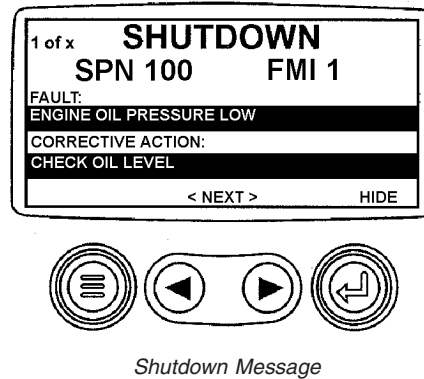 1 of x SHUTDOWN
SPN 100 FMI 1
FAULT:
ENGINE OIL PRESSURE LOW
CORRECTIVE ACTION:
CHECK OIL LEVEL
< NEXT > HIDE
Shutdown Message